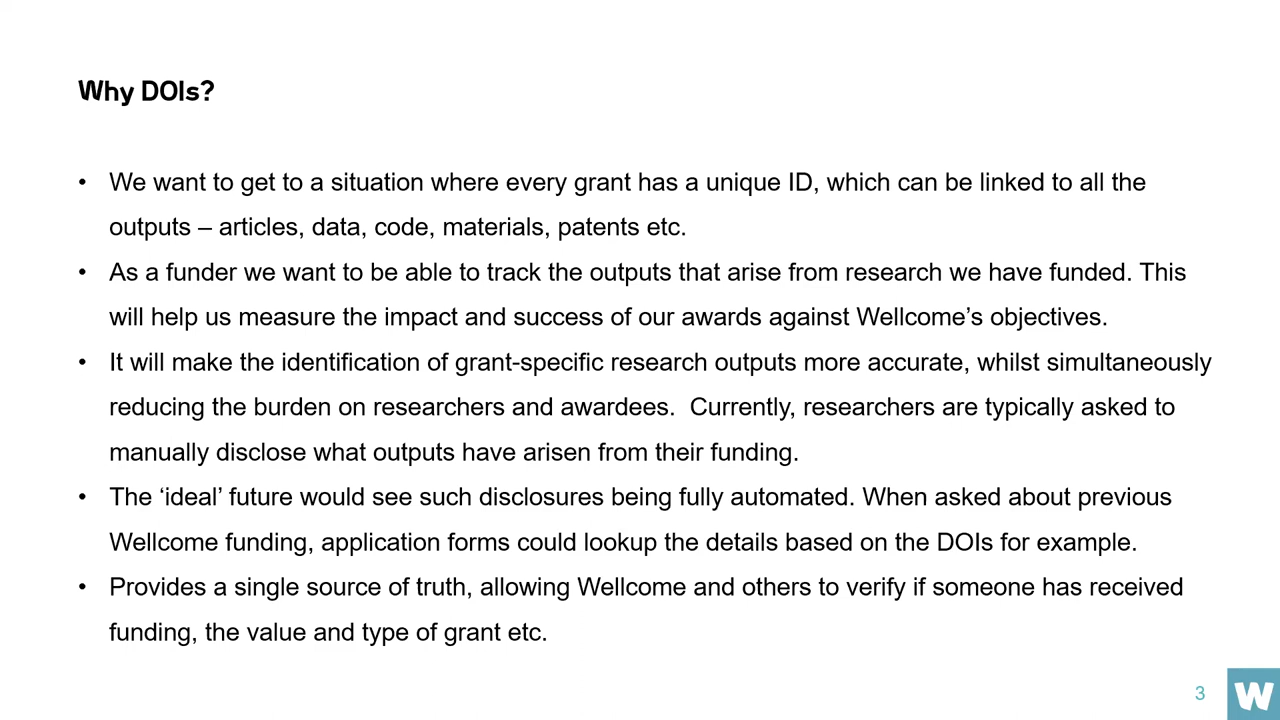 Why DOIs?
• We want to get to a situation where every grant has a unique ID, which can be linked to all the
outputs – articles, data, code, materials, patents etc.
• As a funder we want to be able to track the outputs that arise from research we have funded. This
will help us measure the impact and success of our awards against Wellcome’s objectives.
• It will make the identification of grant-specific research outputs more accurate, whilst simultaneously
reducing the burden on researchers and awardees.  Currently, researchers are typically asked to
manually disclose what outputs have arisen from their funding.
• The ‘ideal’ future would see such disclosures being fully automated. When asked about previous
Wellcome funding, application forms could lookup the details based on the DOIs for example.
• Provides a single source of truth, allowing Wellcome and others to verify if someone has received
funding, the value and type of grant etc.
3
W